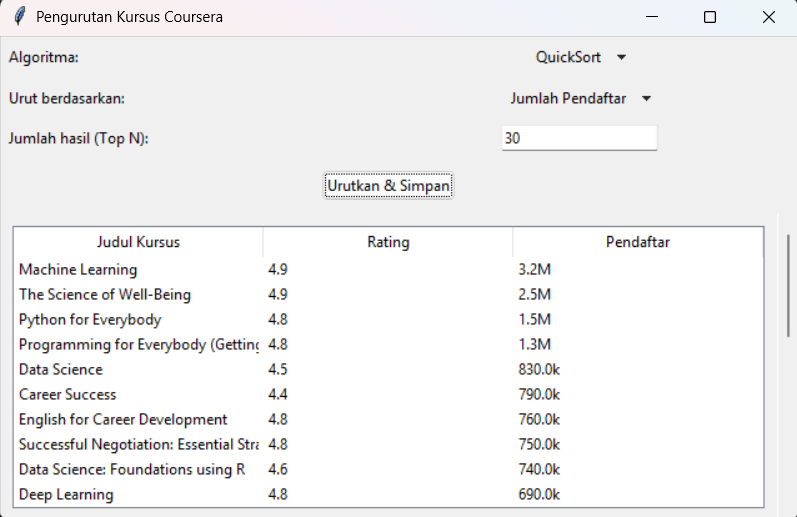 Pengurutan Kursus Coursera
Algoritma: QuickSort
Urut berdasarkan: Jumlah Pendaftar
Jumlah hasil (Top N): 30
Urutkan & Simpan
Judul Kursus Rating Pendaftar
Machine Learning 4.9 3.2M
The Science of Well-Being 4.9 2.5M
Python for Everybody 4.8 1.5M
Programming for Everybody (Getting 4.8 1.3M
Data Science 4.5 830.0k
Career Success 4.4 790.0k
English for Career Development 4.8 760.0k
Successful Negotiation: Essential Stra 4.8 750.0k
Data Science: Foundations using R 4.6 740.0k
Deep Learning 4.8 690.0k